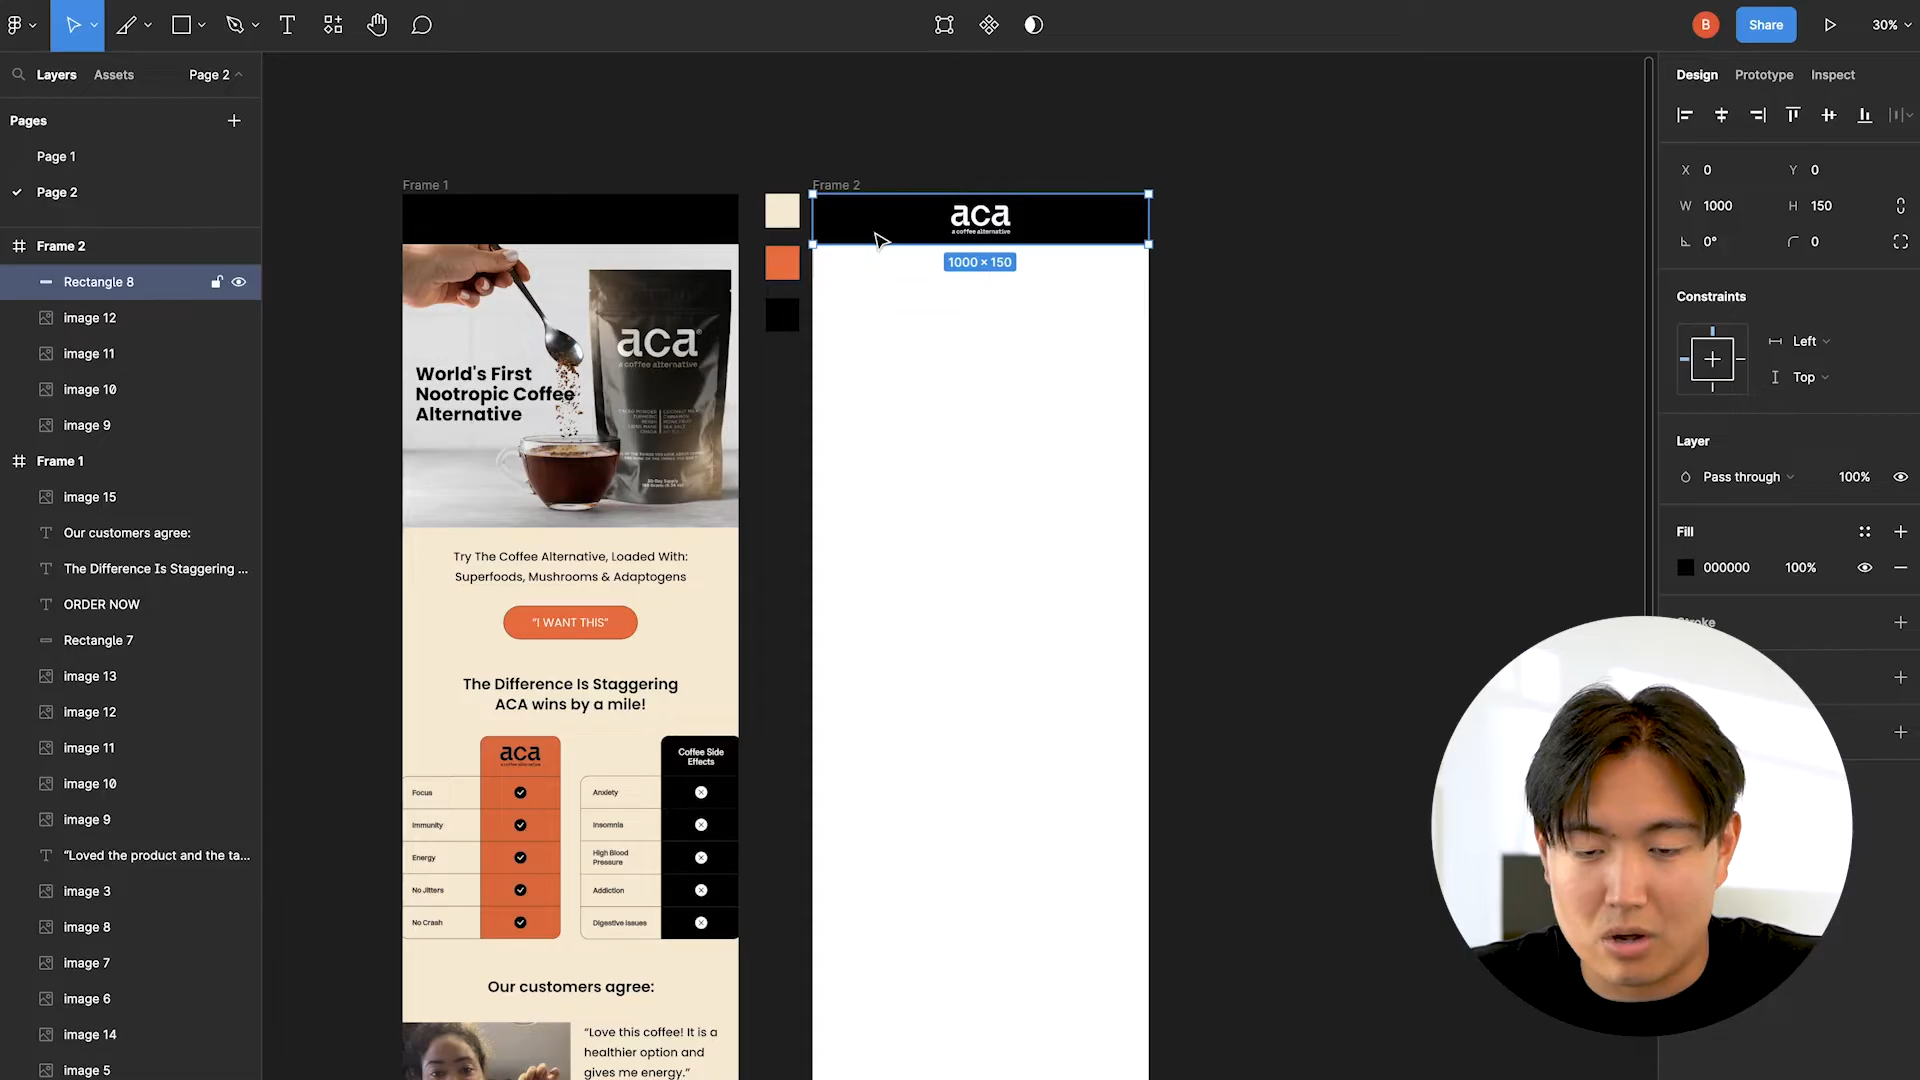 B
Share
30%
Layers
Assets
Page 2
Pages
Page 1
Page 2
Frame 2
Rectangle 8
image 12
image 11
image 10
image 9
Frame 1
image 15
Our customers agree:
The Difference Is Staggering ...
ORDER NOW
Rectangle 7
image 13
image 12
image 11
image 10
image 9
“Loved the product and the ta...
image 3
image 8
image 7
image 6
image 14
image 5
Frame 1
World's First
Nootropic Coffee
Alternative
aca
a coffee alternative
Try The Coffee Alternative, Loaded With:
Superfoods, Mushrooms & Adaptogens
“I WANT THIS”
The Difference Is Staggering
ACA wins by a mile!
aca
a coffee alternative
Coffee Side
Effects
Focus
Anxiety
Immunity
Insomnia
Energy
High Blood
Pressure
No Jitters
Addiction
No Crash
Digestive issues
Our customers agree:
“Love this coffee! It is a
healthier option and
gives me energy.”
Frame 2
aca
a coffee alternative
1000 × 150
Design
Prototype
Inspect
X 0
Y 0
W 1000
H 150
0°
0
Constraints
Left
Top
Layer
Pass through
100%
Fill
000000
100%
Stroke